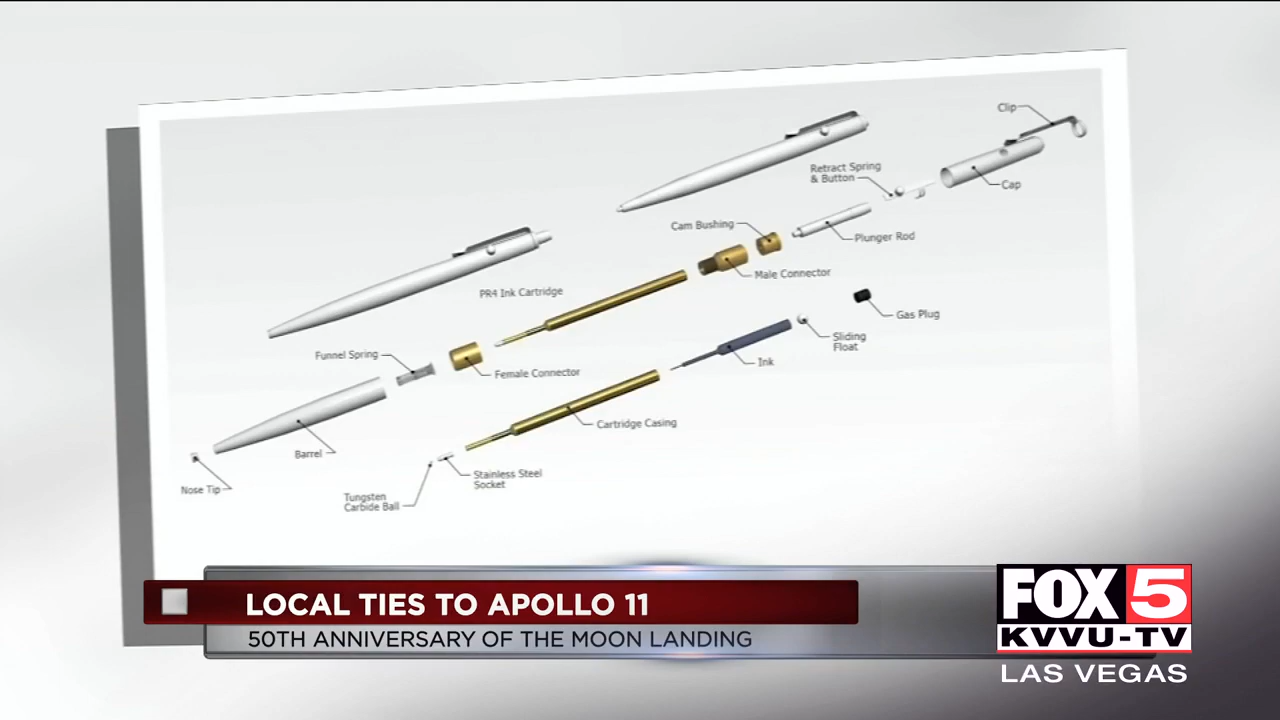 Clip
Retract Spring
& Button
Cap
Cam Bushing
Plunger Rod
Male Connector
PR4 Ink Cartridge
Gas Plug
Sliding
Float
Funnel Spring
Ink
Female Connector
Cartridge Casing
Barrel
Stainless Steel
Socket
Nose Tip
Tungsten
Carbide Ball
LOCAL TIES TO APOLLO 11
50TH ANNIVERSARY OF THE MOON LANDING
FOX 5
KVVU-TV
LAS VEGAS